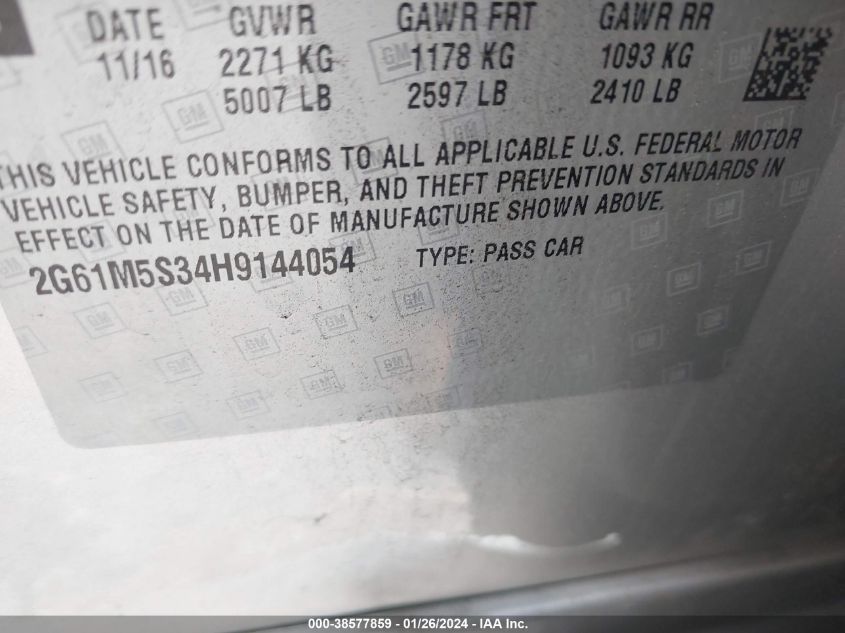 DATE GVWR GAWR FRT GAWR RR
11/16 2271 KG 1178 KG 1093 KG
5007 LB 2597 LB 2410 LB
THIS VEHICLE CONFORMS TO ALL APPLICABLE U.S. FEDERAL MOTOR
VEHICLE SAFETY, BUMPER, AND THEFT PREVENTION STANDARDS IN
EFFECT ON THE DATE OF MANUFACTURE SHOWN ABOVE.
2G61M5S34H9144054 TYPE: PASS CAR
000-38577859 - 01/26/2024 - IAA Inc.